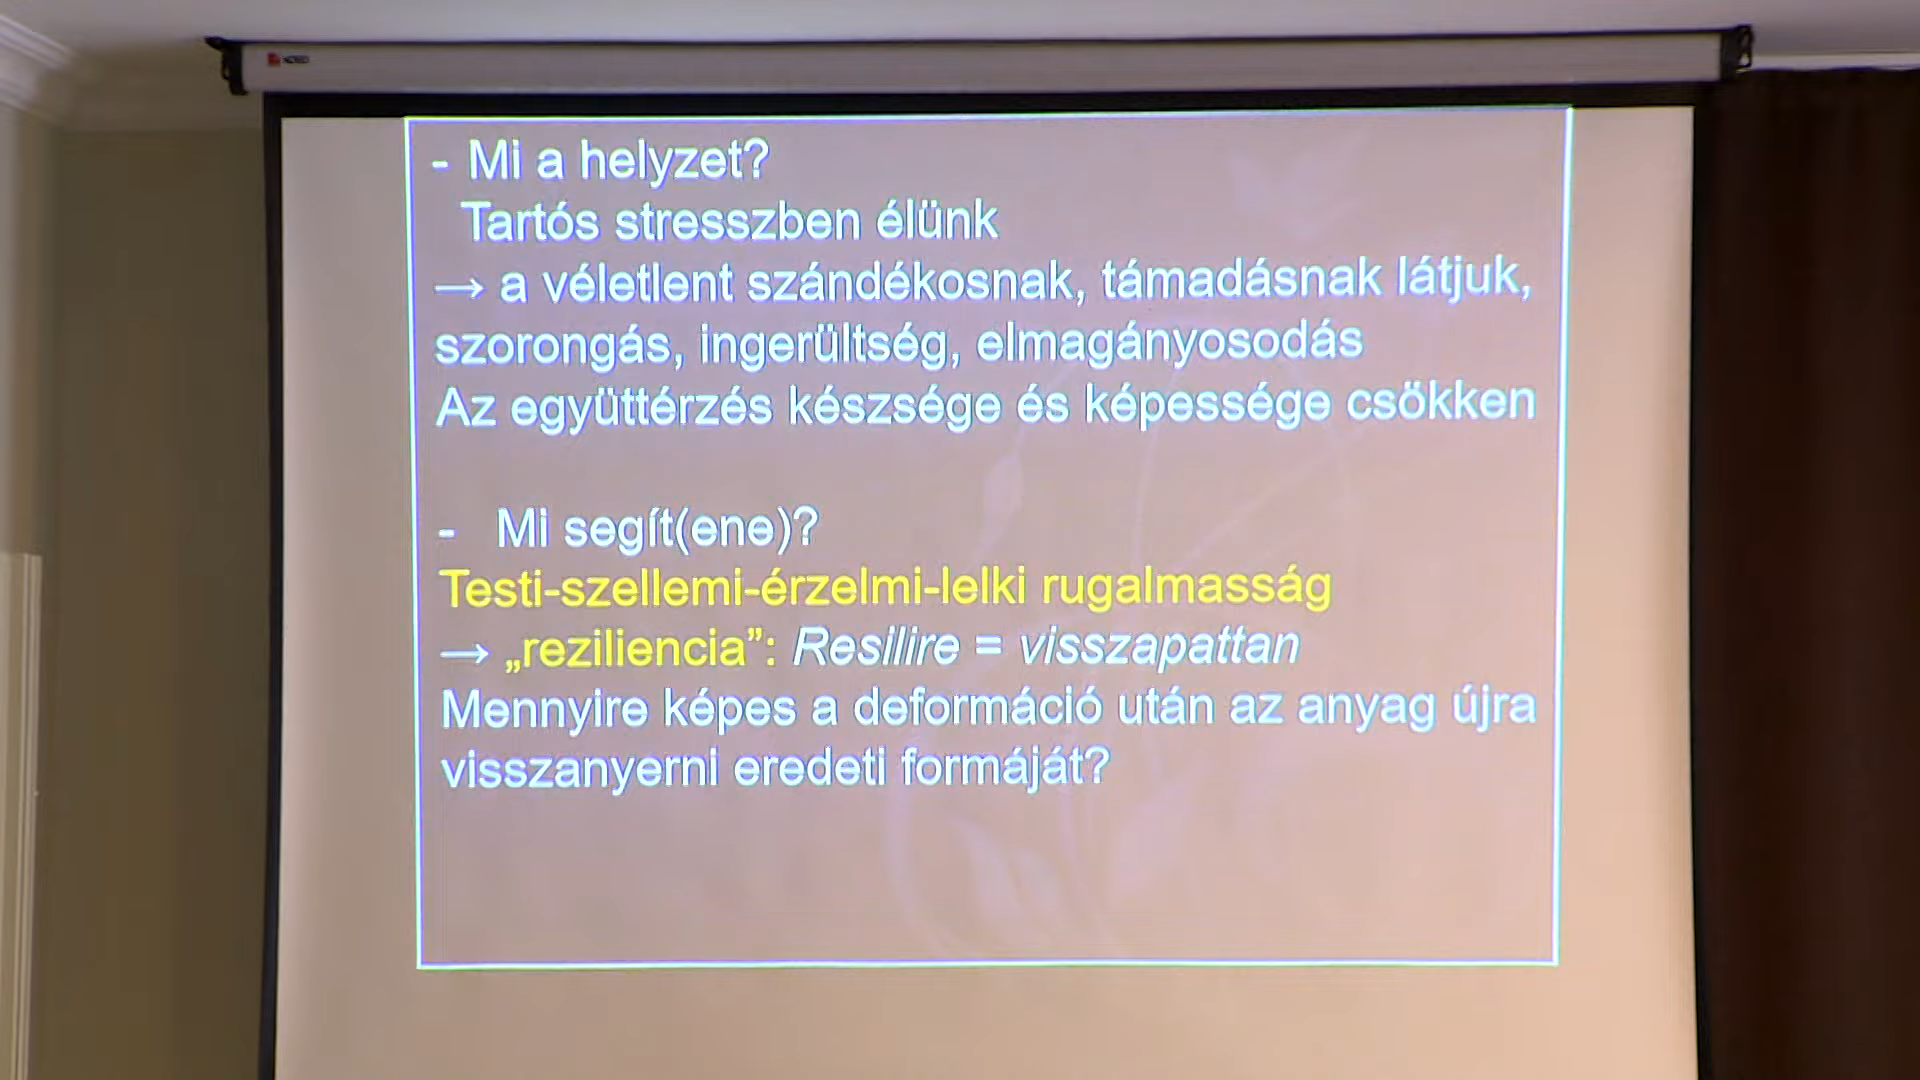 - Mi a helyzet?
Tartós stresszben élünk
→ a véletlent szándékosnak, támadásnak látjuk,
szorongás, ingerültség, elmagányosodás
Az együttérzés készsége és képessége csökken
- Mi segít(ene)?
Testi-szellemi-érzelmi-lelki rugalmasság
→ „reziliencia”: Resilire = visszapattan
Mennyire képes a deformáció után az anyag újra
visszanyerni eredeti formáját?